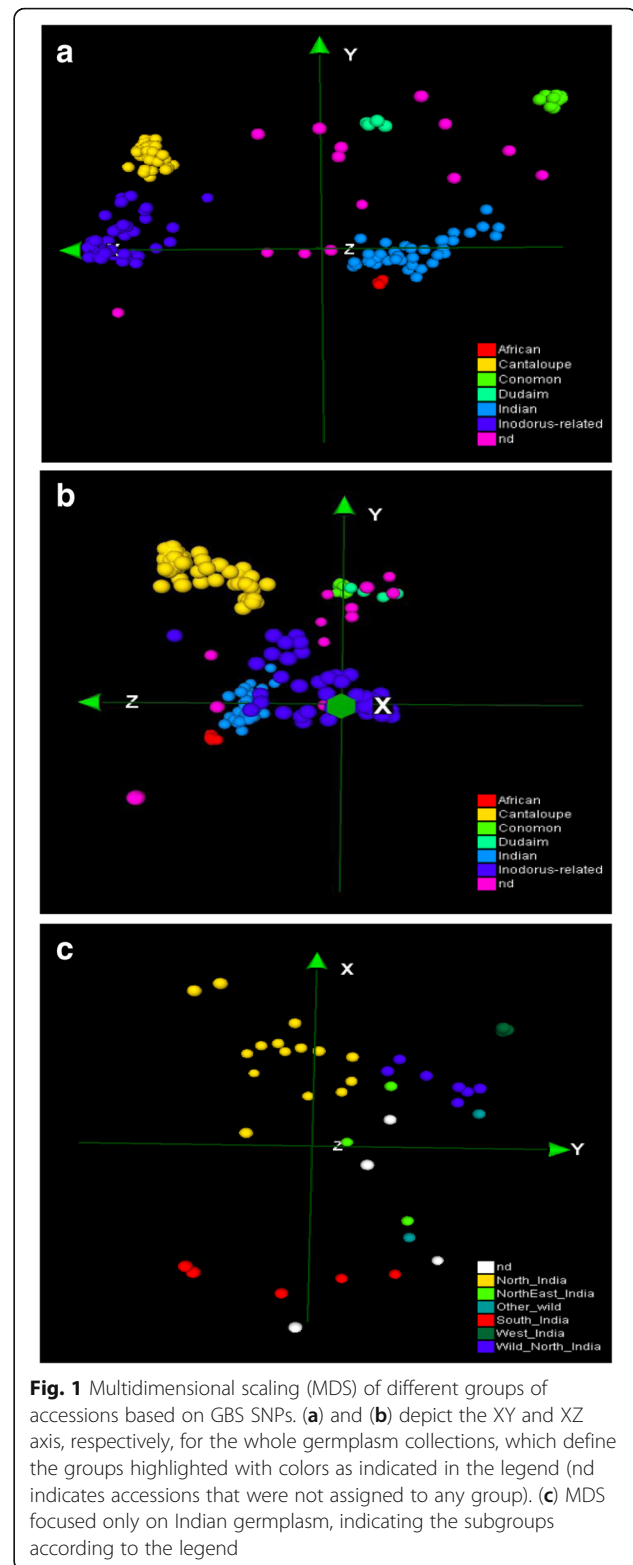 a
Y
X
Z
African
Cantaloupe
Conomon
Dudaim
Indian
Inodorus-related
nd
b
Y
Z
X
African
Cantaloupe
Conomon
Dudaim
Indian
Inodorus-related
nd
c
X
Z
Y
nd
North_India
NorthEast_India
Other_wild
South_India
West_India
Wild_North_India
Fig. 1 Multidimensional scaling (MDS) of different groups of
accessions based on GBS SNPs. (a) and (b) depict the XY and XZ
axis, respectively, for the whole germplasm collections, which define
the groups highlighted with colors as indicated in the legend (nd
indicates accessions that were not assigned to any group). (c) MDS
focused only on Indian germplasm, indicating the subgroups
according to the legend